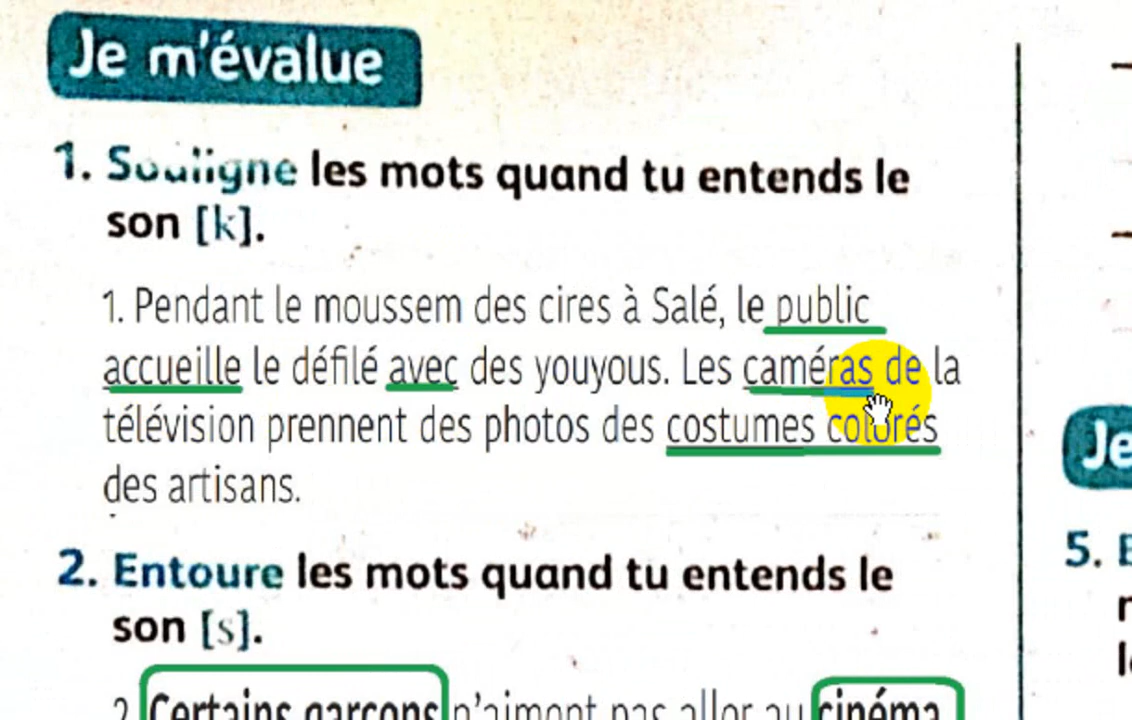 Je m'évalue
1. Souligne les mots quand tu entends le
son [k].
1. Pendant le moussem des cires à Salé, le public
accueille le défilé avec des youyous. Les caméras de la
télévision prennent des photos des costumes colorés
des artisans.
2. Entoure les mots quand tu entends le
son [s].
2. Certains garçons n'aiment pas aller au cinéma
Je
5.